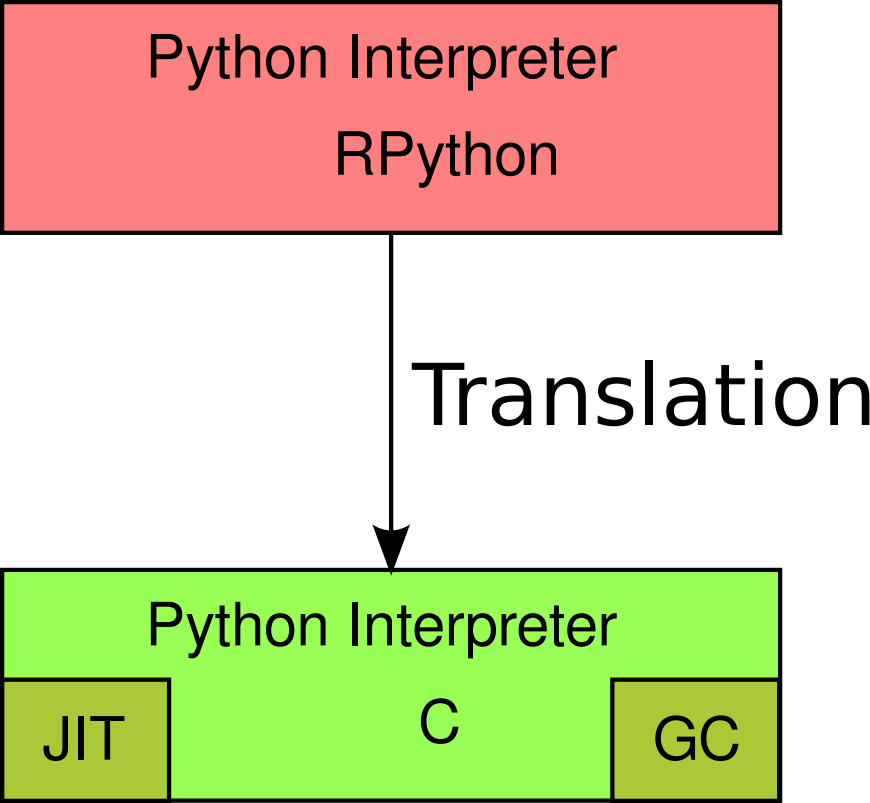 Python Interpreter
RPython
Translation
Python Interpreter
JIT
C
GC